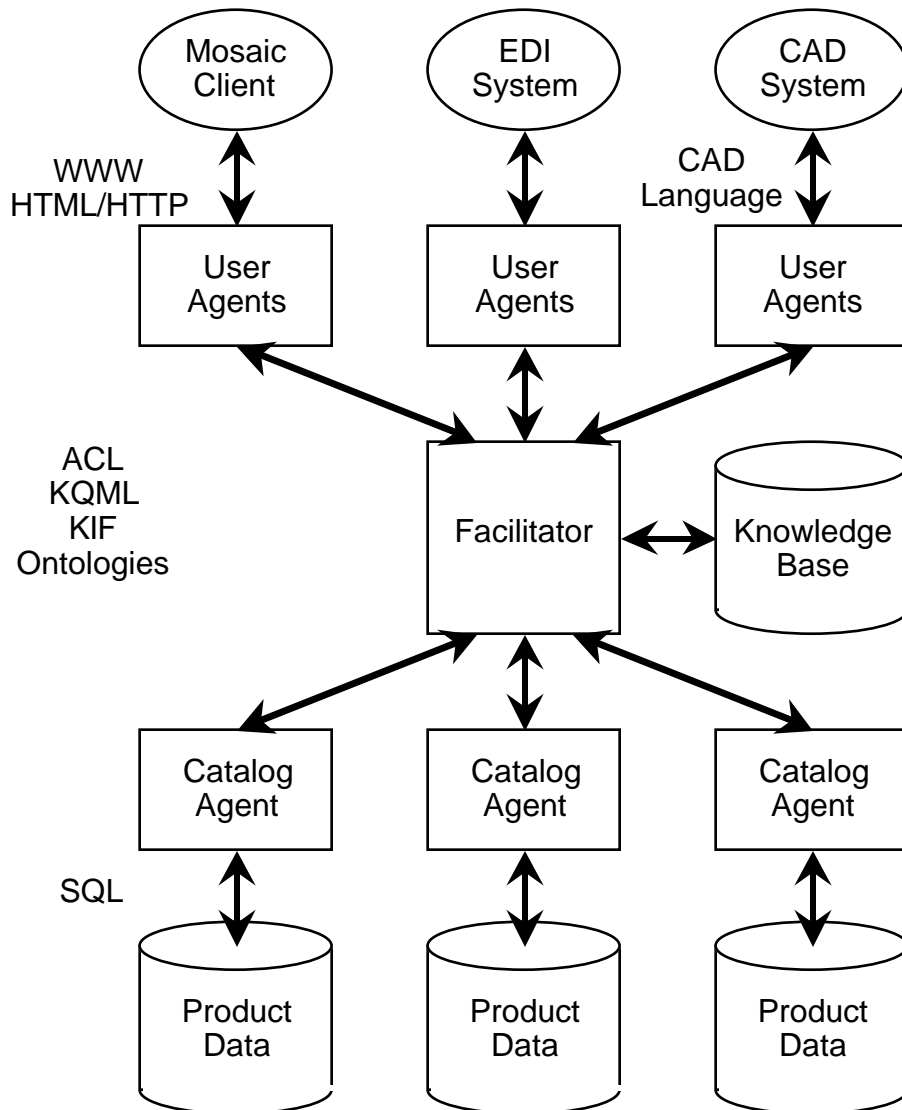 Mosaic
Client
EDI
System
CAD
System
WWW
HTML/HTTP
CAD
Language
User
Agents
User
Agents
User
Agents
ACL
KQML
KIF
Ontologies
Facilitator
Knowledge
Base
Catalog
Agent
Catalog
Agent
Catalog
Agent
SQL
Product
Data
Product
Data
Product
Data